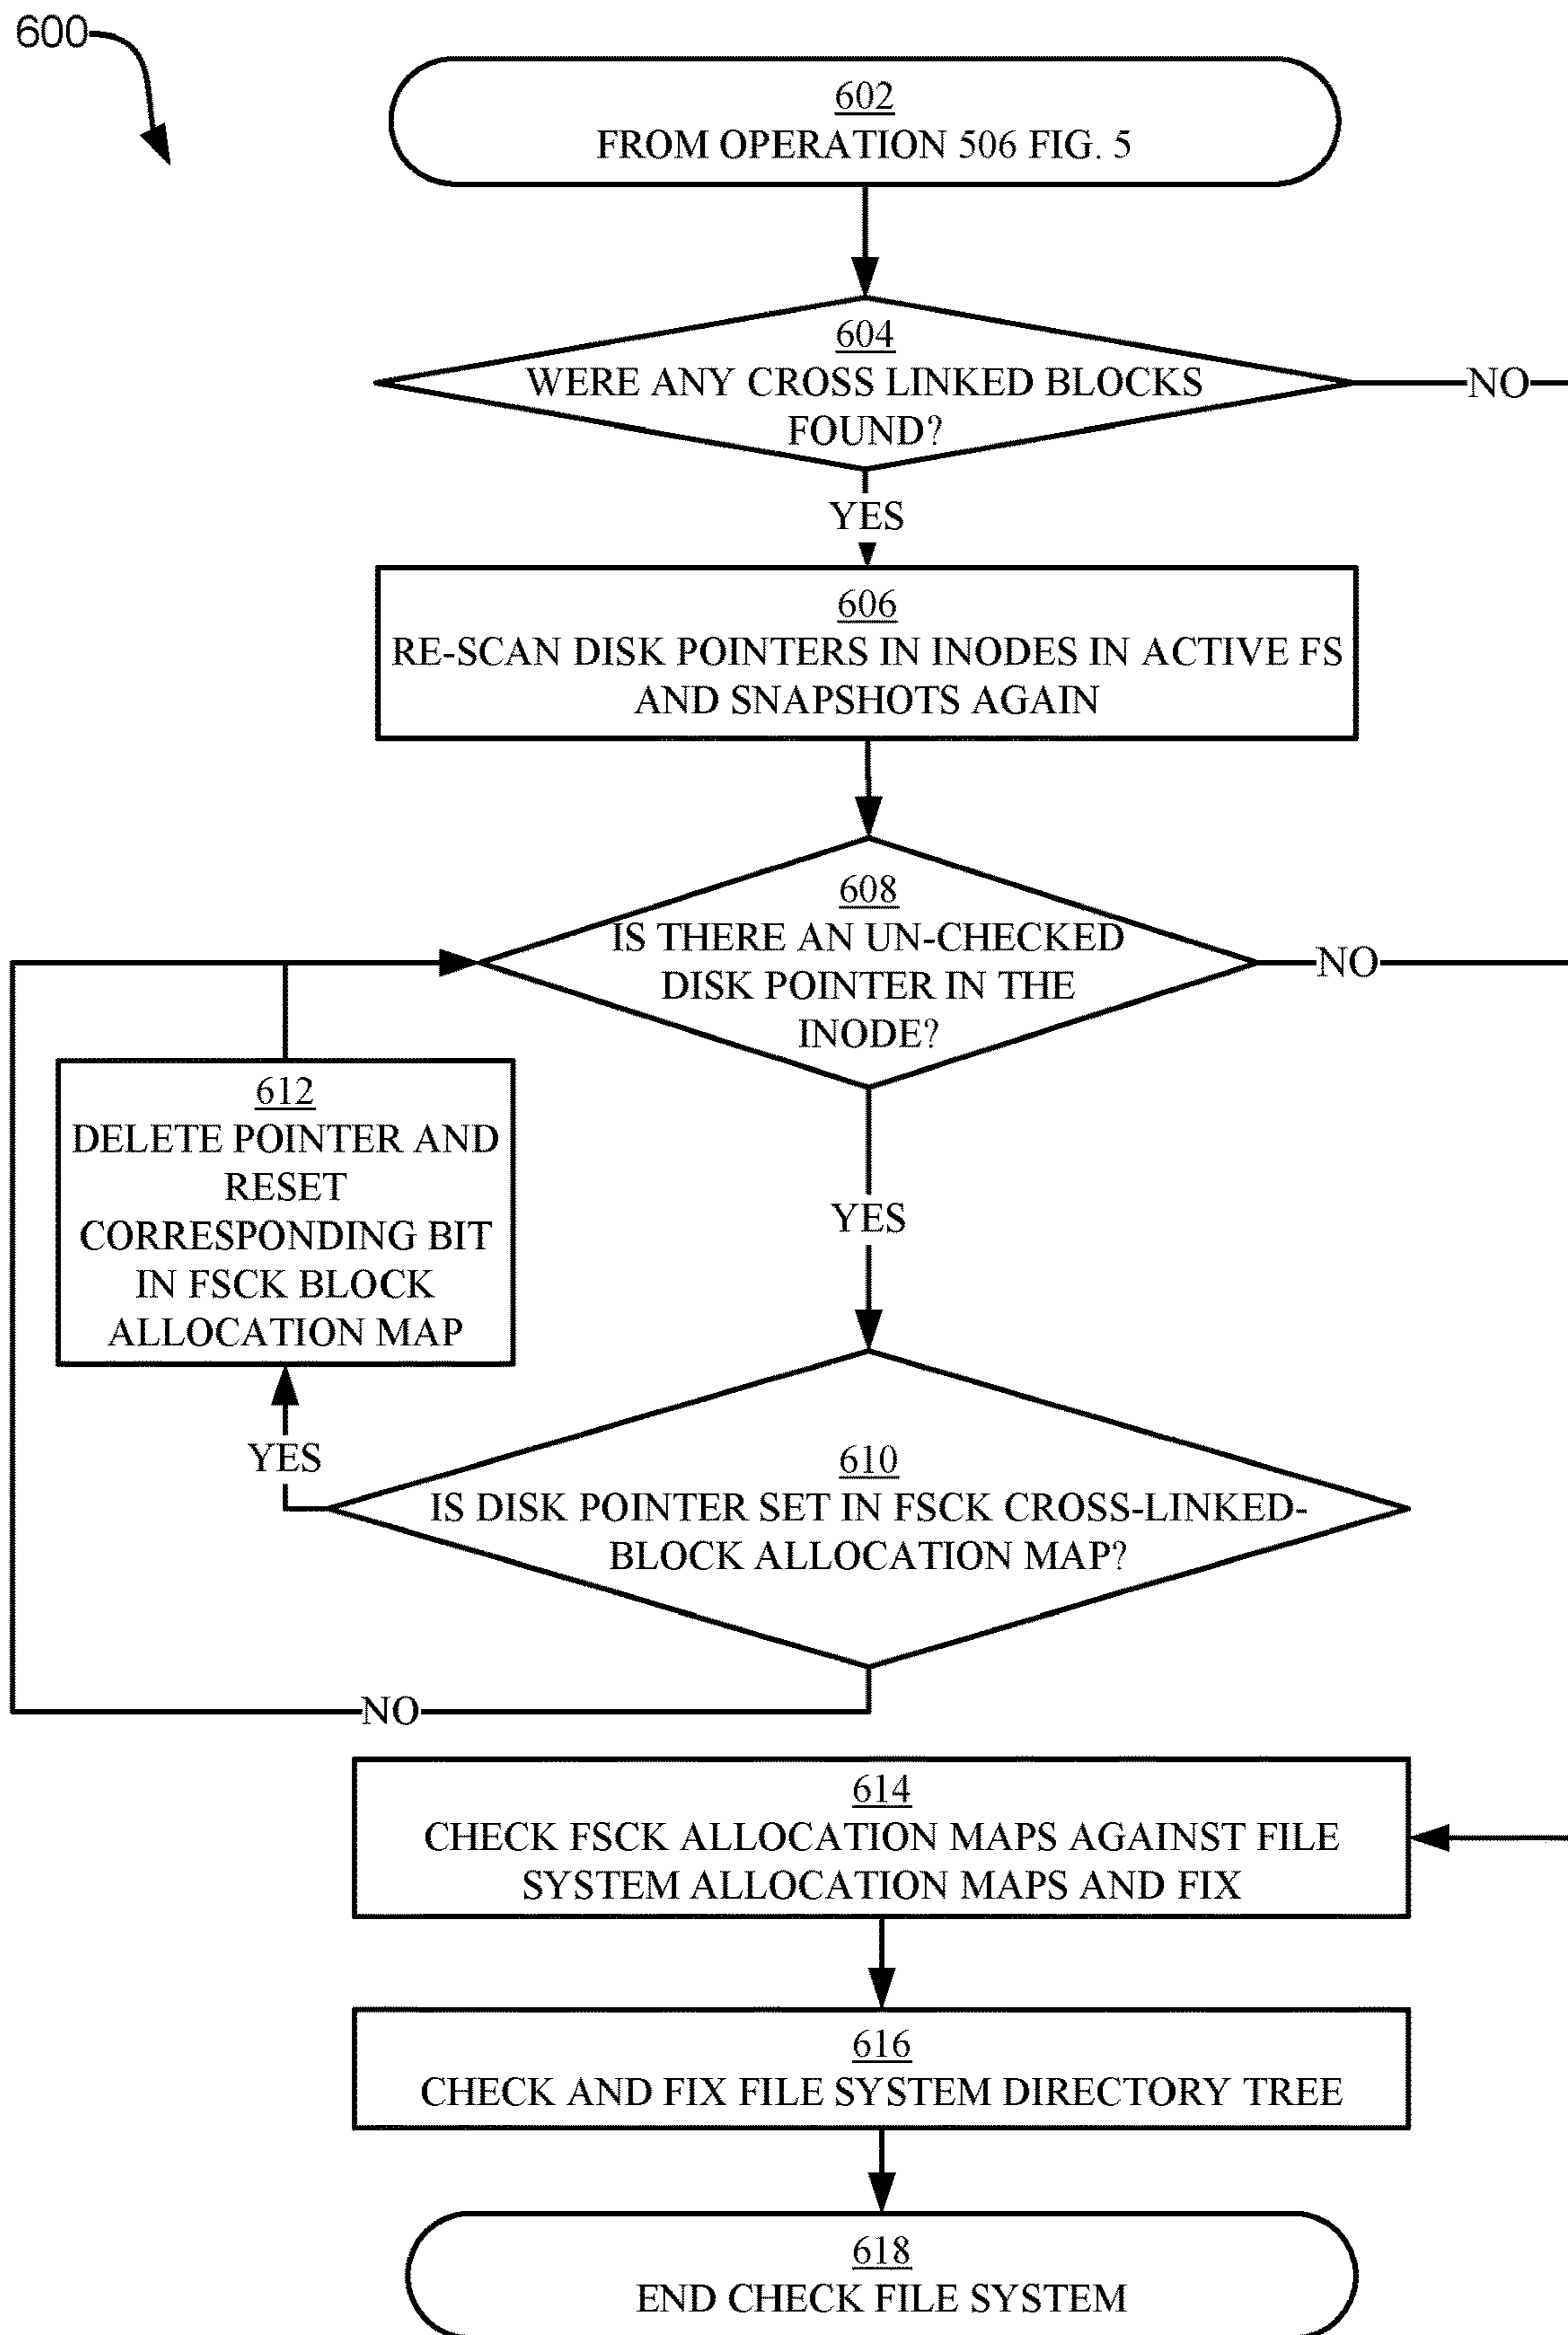 600
602
FROM OPERATION 506 FIG. 5
604
WERE ANY CROSS LINKED BLOCKS
FOUND?
NO
YES
606
RE-SCAN DISK POINTERS IN INODES IN ACTIVE FS
AND SNAPSHOTS AGAIN
608
IS THERE AN UN-CHECKED
DISK POINTER IN THE
INODE?
NO
612
DELETE POINTER AND
RESET
CORRESPONDING BIT
IN FSCK BLOCK
ALLOCATION MAP
YES
YES
610
IS DISK POINTER SET IN FSCK CROSS-LINKED-
BLOCK ALLOCATION MAP?
NO
614
CHECK FSCK ALLOCATION MAPS AGAINST FILE
SYSTEM ALLOCATION MAPS AND FIX
616
CHECK AND FIX FILE SYSTEM DIRECTORY TREE
618
END CHECK FILE SYSTEM